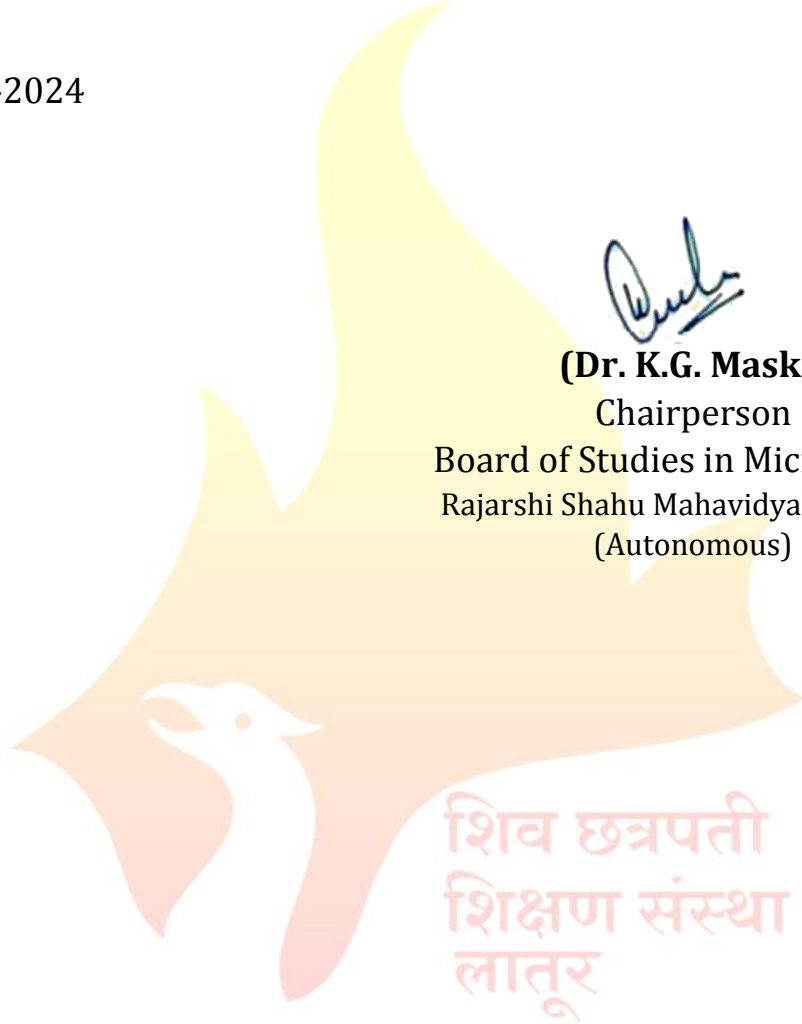 -2024
(Dr. K.G. Mask
Chairperson
Board of Studies in Mic
Rajarshi Shahu Mahavidya
(Autonomous)
शिव छत्रपती
शिक्षण संस्था
लातूर